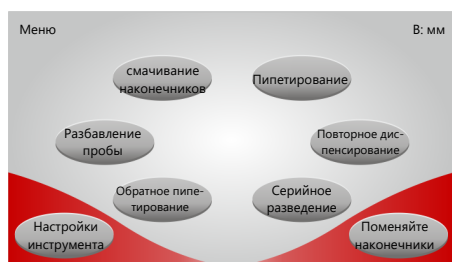 Меню
В: мм
смачивание
наконечников
Пипетирование
Разбавление
пробы
Повторное дис-
пенсирование
Обратное пипе-
тирование
Серийное
разведение
Настройки
инструмента
Поменяйте
наконечники